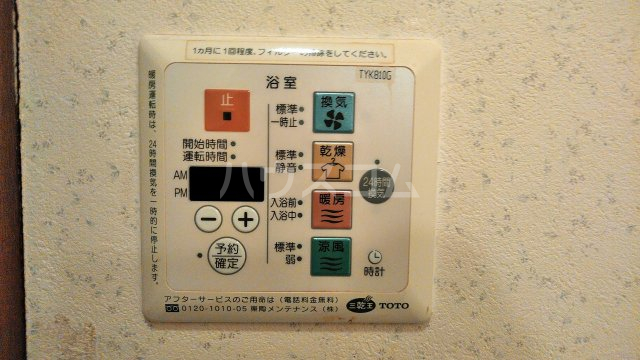 1ヵ月に1回程度、フィルターの掃除をしてください。
TYK810G
浴室
暖房運転時は、24時間換気を一時的に停止します。
止
標準
一時止
換気
開始時間
運転時間
標準
静音
乾燥
AM
PM
入浴前
入浴中
暖房
24時間
換気
予約
確定
標準
弱
涼風
時計
アフターサービスのご用命は（電話料金無料）
0120-1010-05 東陶メンテナンス（株）
三乾王
TOTO
ハウスコム